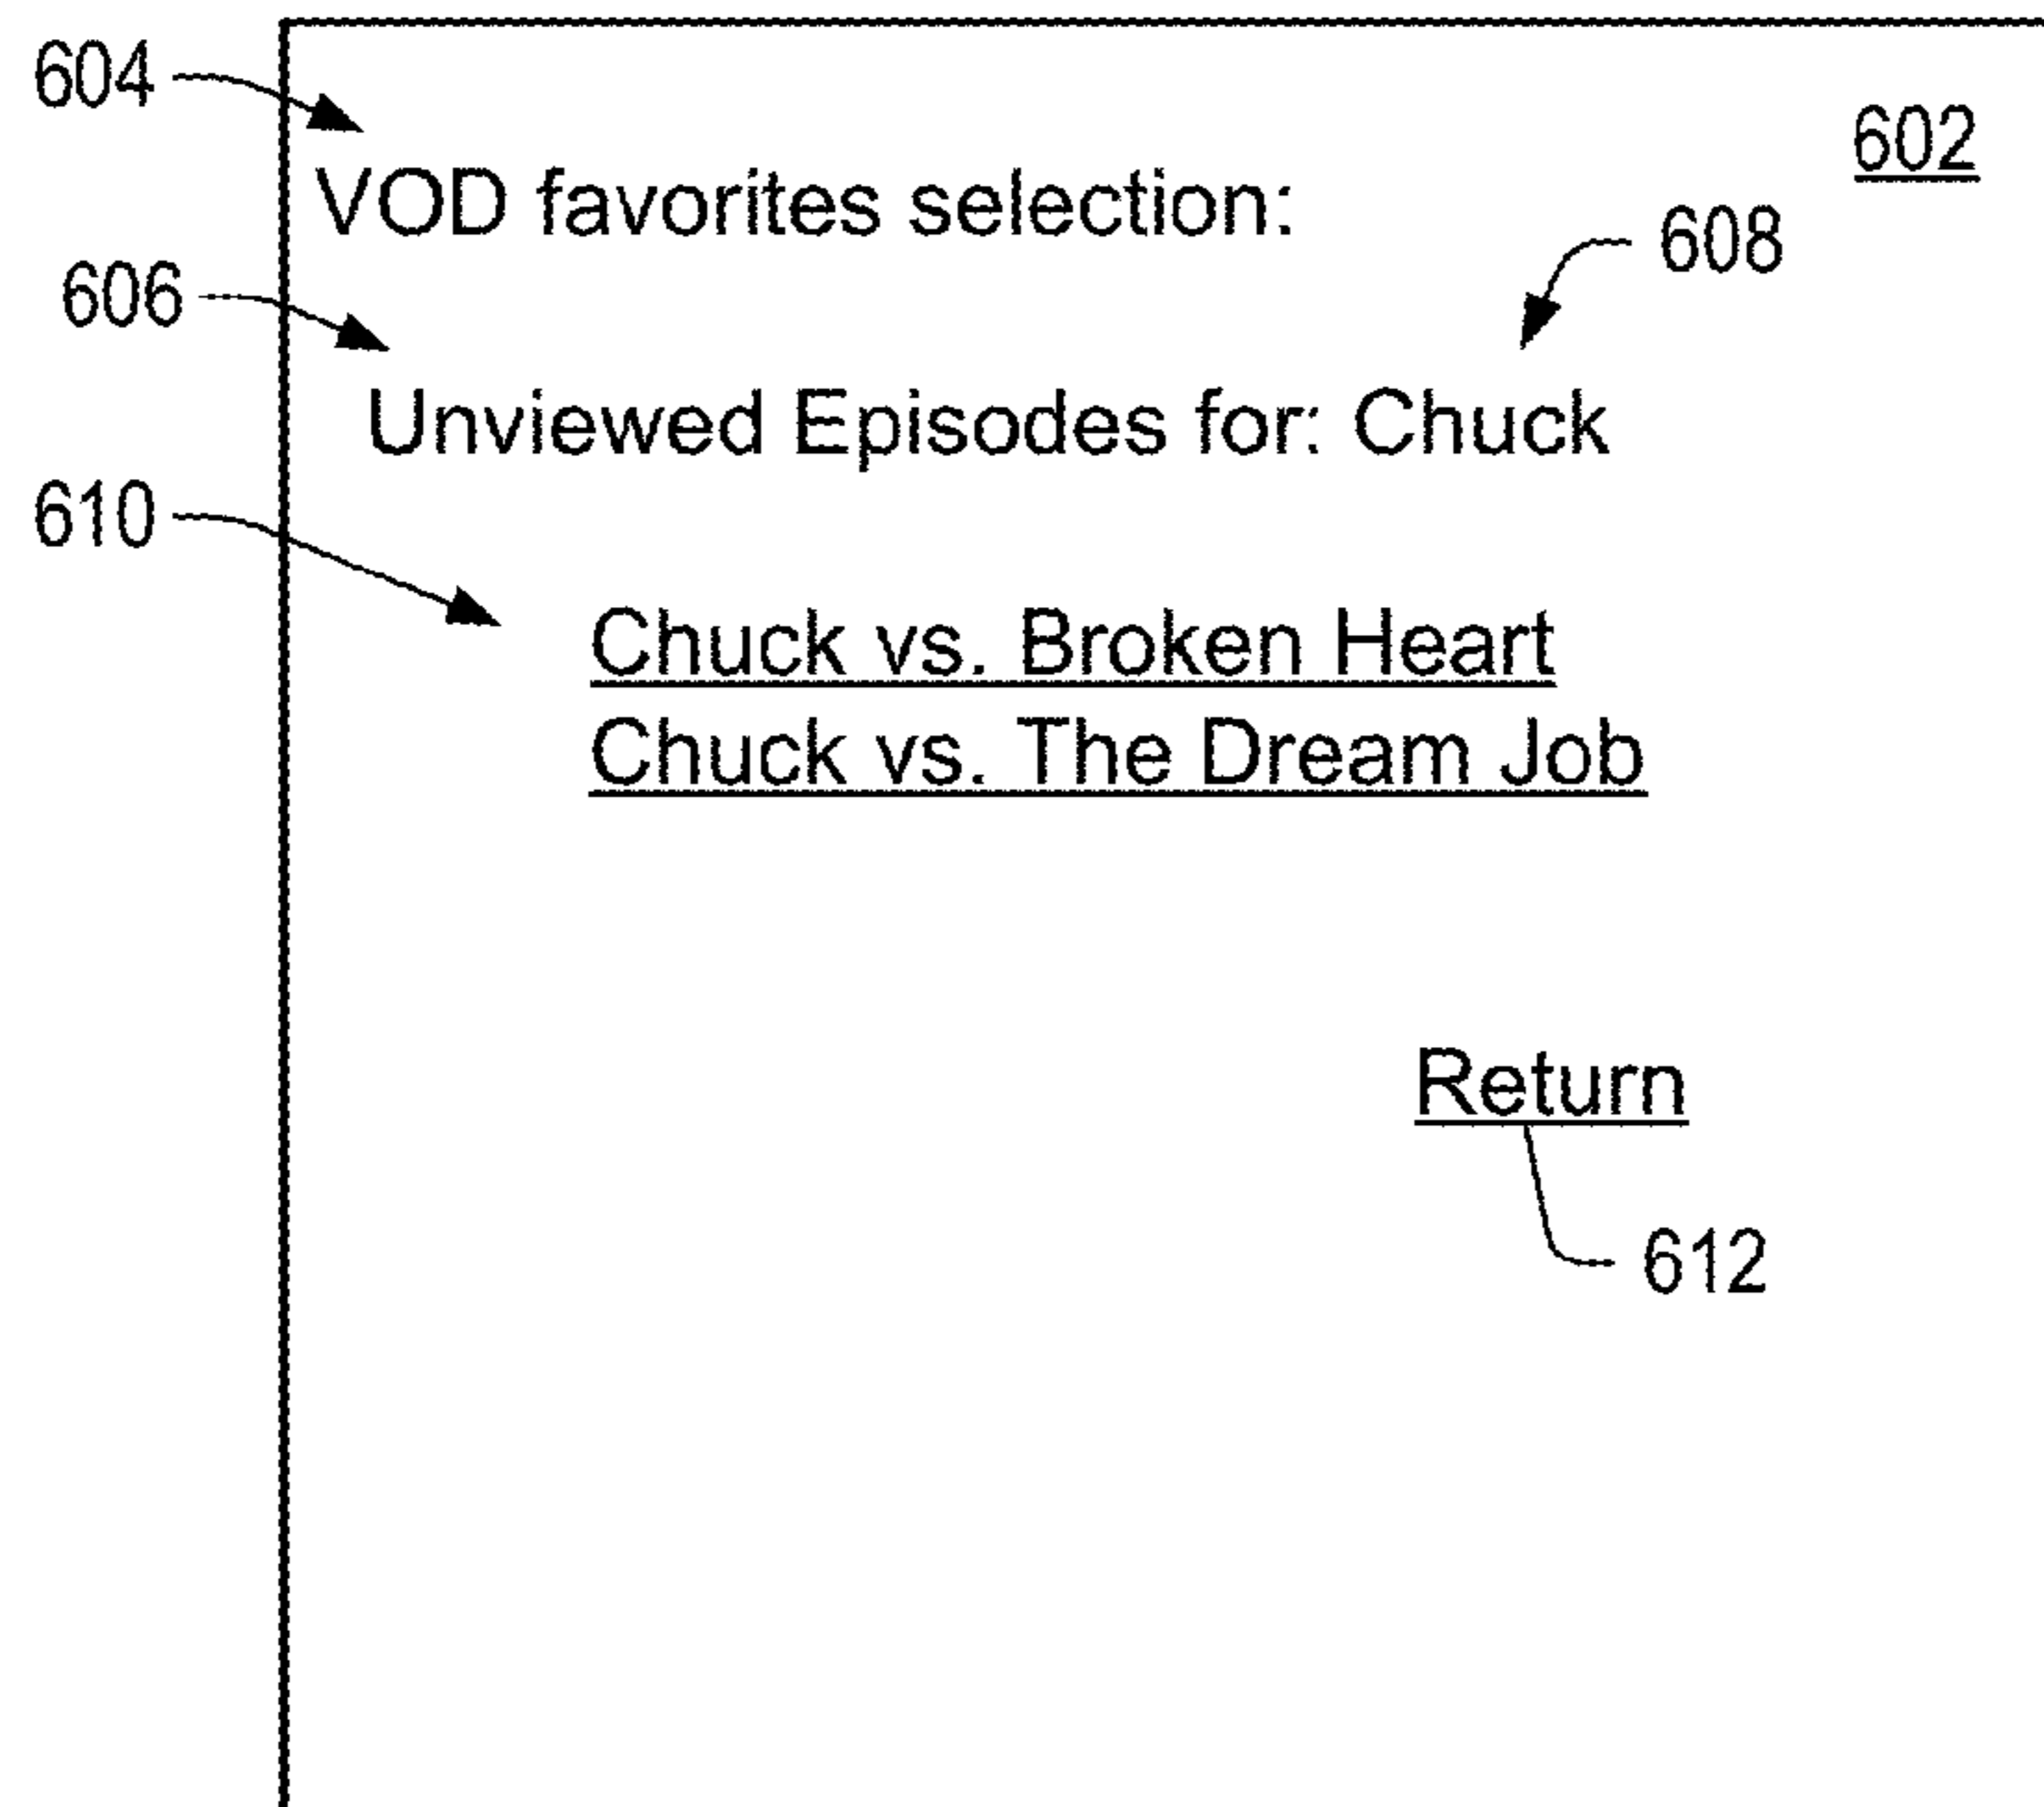 604
602
VOD favorites selection:
608
606
Unviewed Episodes for: Chuck
610
Chuck vs. Broken Heart
Chuck vs. The Dream Job
Return
612